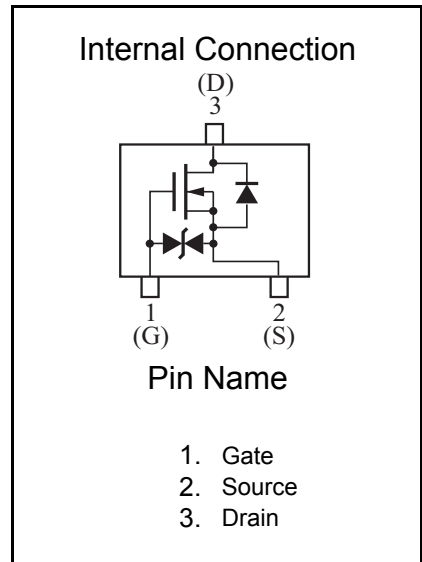 Internal Connection
(D)
3
1 2
(G) (S)
Pin Name
1. Gate
2. Source
3. Drain